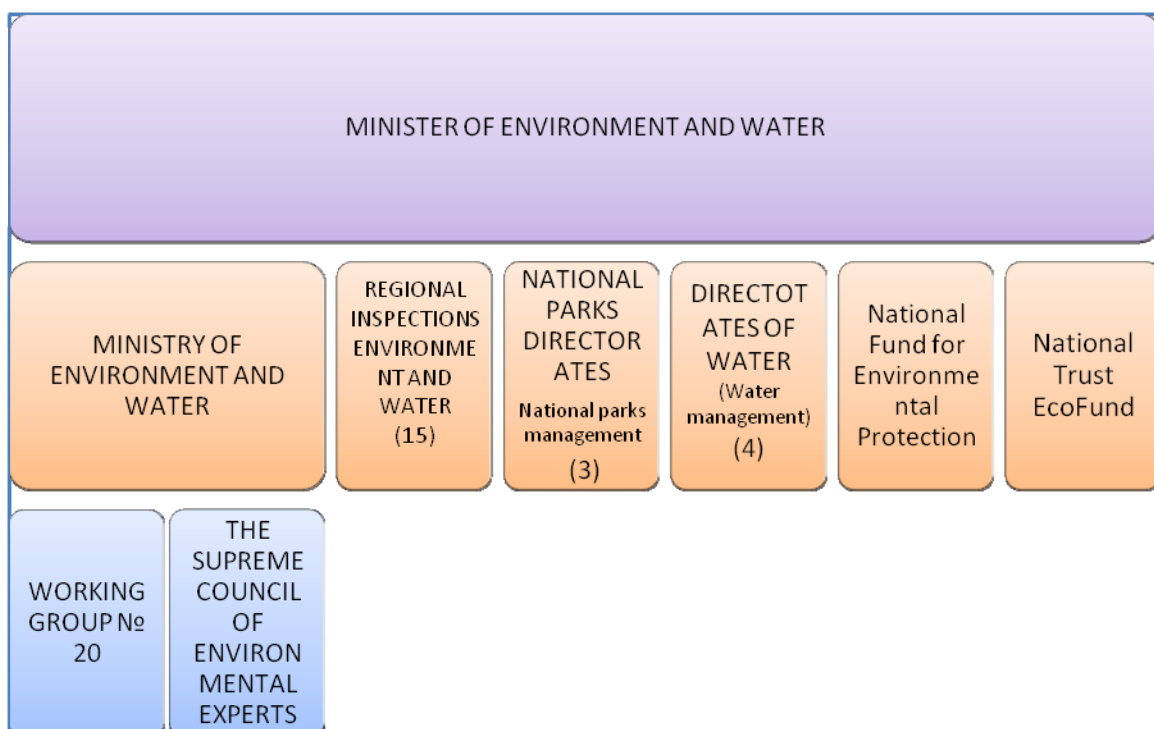 MINISTER OF ENVIRONMENT AND WATER
MINISTRY OF
ENVIRONMENT AND
WATER
REGIONAL
INSPECTIONS
ENVIRONME
NT AND
WATER
(15)
NATIONAL
PARKS
DIRECTOR
ATES
National parks
management
(3)
DIRECTOT
ATES OF
WATER
(Water
management)
(4)
National
Fund for
Environme
ntal
Protection
National
Trust
EcoFund
WORKING
GROUP №
20
THE
SUPREME
COUNCIL
OF
ENVIRON
MENTAL
EXPERTS